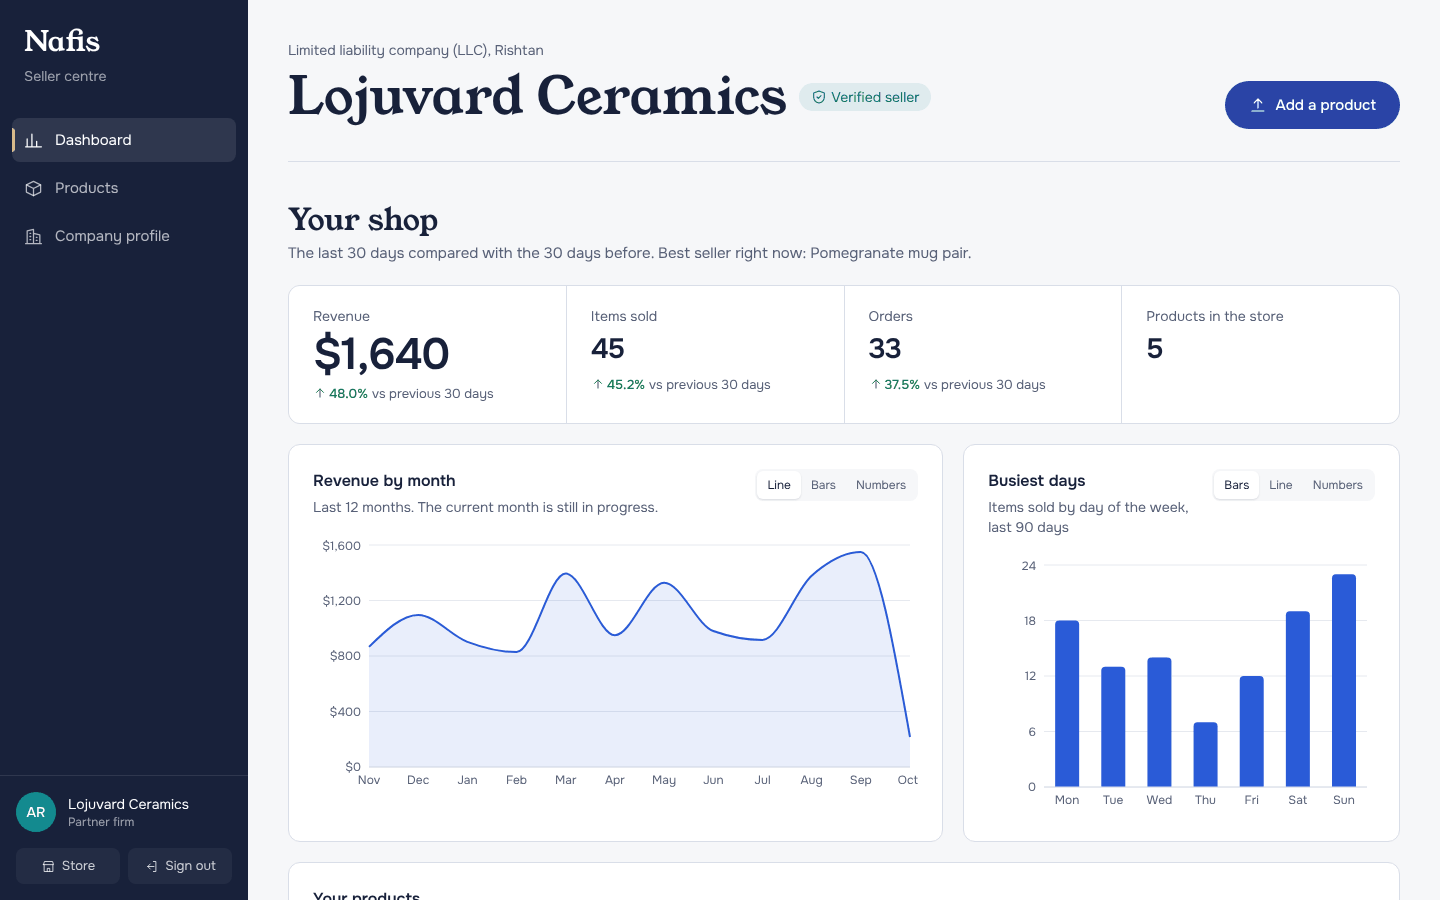 Nafis
Seller centre
Dashboard
Products
Company profile
Lojuvard Ceramics
AR
Partner firm
Store
Sign out
Limited liability company (LLC), Rishtan
Lojuvard Ceramics
Verified seller
Add a product
Your shop
The last 30 days compared with the 30 days before. Best seller right now: Pomegranate mug pair.
Revenue
$1,640
↑ 48.0% vs previous 30 days
Items sold
45
↑ 45.2% vs previous 30 days
Orders
33
↑ 37.5% vs previous 30 days
Products in the store
5
Revenue by month
Line Bars Numbers
Last 12 months. The current month is still in progress.
$1,600
$1,200
$800
$400
$0
Nov Dec Jan Feb Mar Apr May Jun Jul Aug Sep Oct
Busiest days
Bars Line Numbers
Items sold by day of the week,
last 90 days
24
18
12
6
0
Mon Tue Wed Thu Fri Sat Sun
Your products